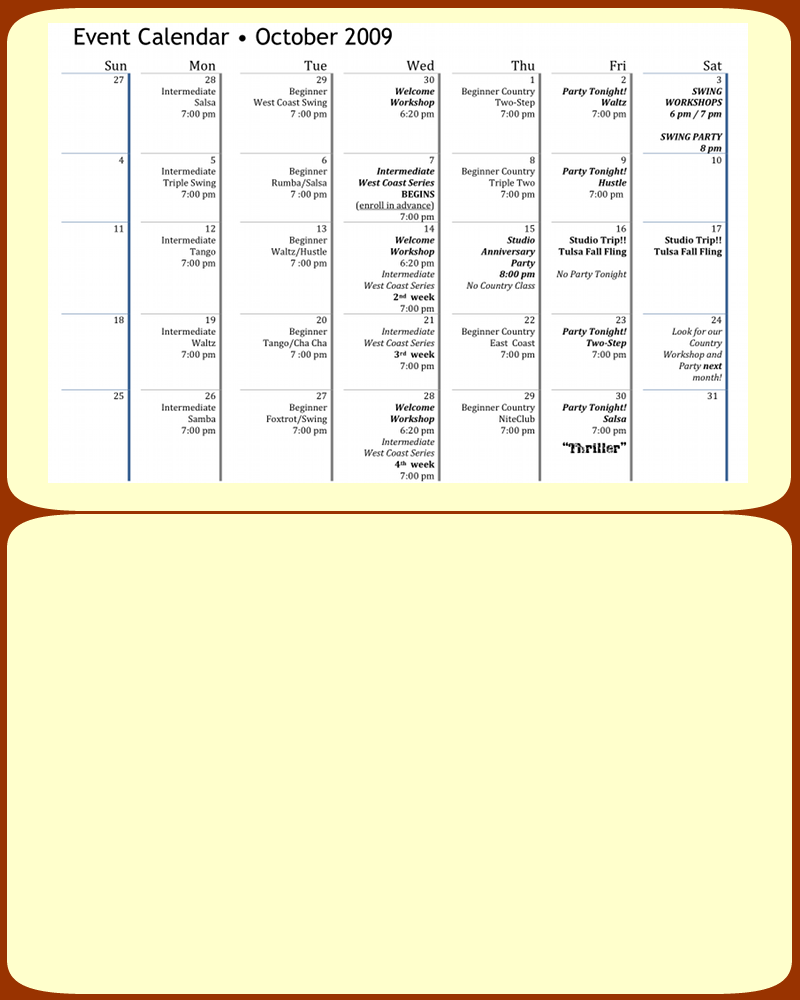 Event Calendar • October 2009
Sun Mon Tue Wed Thu Fri Sat
27
28
Intermediate
Salsa
7:00 pm
29
Beginner
West Coast Swing
7 :00 pm
30
Welcome
Workshop
6:20 pm
1
Beginner Country
Two-Step
7:00 pm
2
Party Tonight!
Waltz
7:00 pm
3
SWING
WORKSHOPS
6 pm / 7 pm
SWING PARTY
8 pm
4
5
Intermediate
Triple Swing
7:00 pm
6
Beginner
Rumba/Salsa
7 :00 pm
7
Intermediate
West Coast Series
BEGINS
(enroll in advance)
7:00 pm
8
Beginner Country
Triple Two
7:00 pm
9
Party Tonight!
Hustle
7:00 pm
10
11
12
Intermediate
Tango
7:00 pm
13
Beginner
Waltz/Hustle
7 :00 pm
14
Welcome
Workshop
6:20 pm
Intermediate
West Coast Series
2nd week
7:00 pm
15
Studio
Anniversary
Party
8:00 pm
No Country Class
16
Studio Trip!!
Tulsa Fall Fling
No Party Tonight
17
Studio Trip!!
Tulsa Fall Fling
18
19
Intermediate
Waltz
7:00 pm
20
Beginner
Tango/Cha Cha
7 :00 pm
21
Intermediate
West Coast Series
3rd week
7:00 pm
22
Beginner Country
East Coast
7:00 pm
23
Party Tonight!
Two-Step
7:00 pm
24
Look for our
Country
Workshop and
Party next
month!
25
26
Intermediate
Samba
7:00 pm
27
Beginner
Foxtrot/Swing
7:00 pm
28
Welcome
Workshop
6:20 pm
Intermediate
West Coast Series
4th week
7:00 pm
29
Beginner Country
NiteClub
7:00 pm
30
Party Tonight!
Salsa
7:00 pm
"Thriller"
31